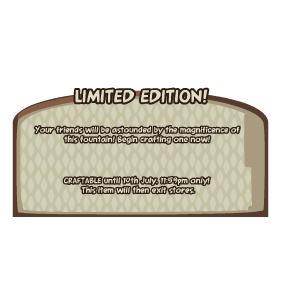 LIMITED EDITION!
Your friends will be astounded by the magnificence of
this fountain! Begin crafting one now!
CRAFTABLE until 10th July, 11:59pm only!
This item will then exit stores.